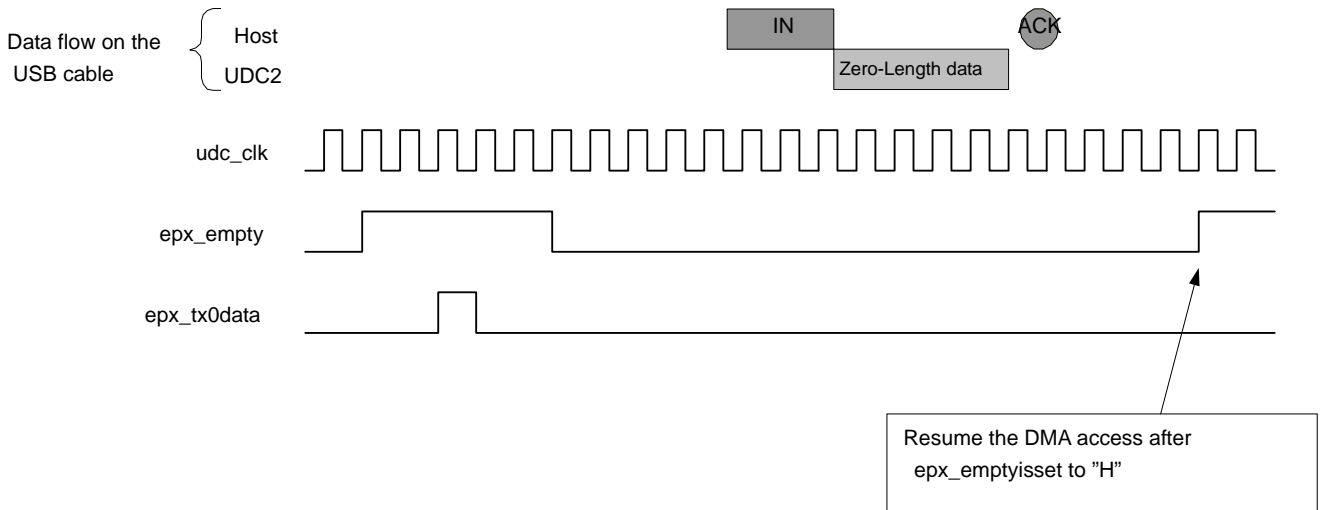 IN
ACK
Data flow on the
USB cable
Host
UDC2
Zero-Length data
udc_clk
epx_empty
epx_tx0data
Resume the DMA access after
epx_emptyisset to ”H”